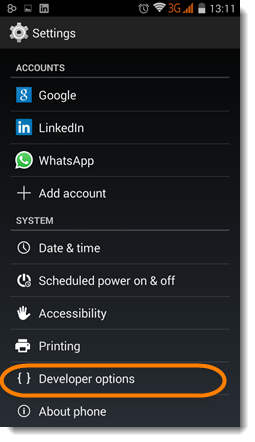 3G 13:11
Settings
ACCOUNTS
Google
LinkedIn
WhatsApp
Add account
SYSTEM
Date & time
Scheduled power on & off
Accessibility
Printing
Developer options
About phone